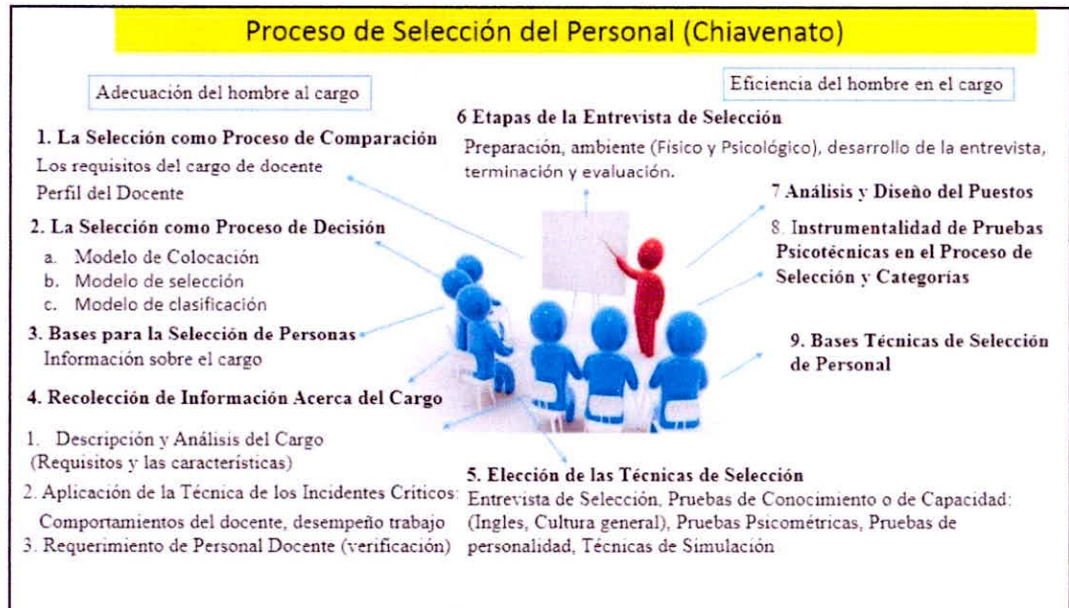 Proceso de Selección del Personal (Chiavenato)
Adecuación del hombre al cargo
Eficiencia del hombre en el cargo
1. La Selección como Proceso de Comparación
Los requisitos del cargo de docente
Perfil del Docente
2. La Selección como Proceso de Decisión
a. Modelo de Colocación
b. Modelo de selección
c. Modelo de clasificación
3. Bases para la Selección de Personas
Información sobre el cargo
4. Recolección de Información Acerca del Cargo
1. Descripción y Análisis del Cargo
(Requisitos y las características)
2. Aplicación de la Técnica de los Incidentes Críticos:
Comportamientos del docente, desempeño trabajo
3. Requerimiento de Personal Docente (verificación)
5. Elección de las Técnicas de Selección
Entrevista de Selección, Pruebas de Conocimiento o de Capacidad:
(Ingles, Cultura general), Pruebas Psicométricas, Pruebas de
personalidad, Técnicas de Simulación
6 Etapas de la Entrevista de Selección
Preparación, ambiente (Físico y Psicológico), desarrollo de la entrevista,
terminación y evaluación.
7 Análisis y Diseño del Puestos
8. Instrumentalidad de Pruebas
Psicotécnicas en el Proceso de
Selección y Categorías
9. Bases Técnicas de Selección
de Personal